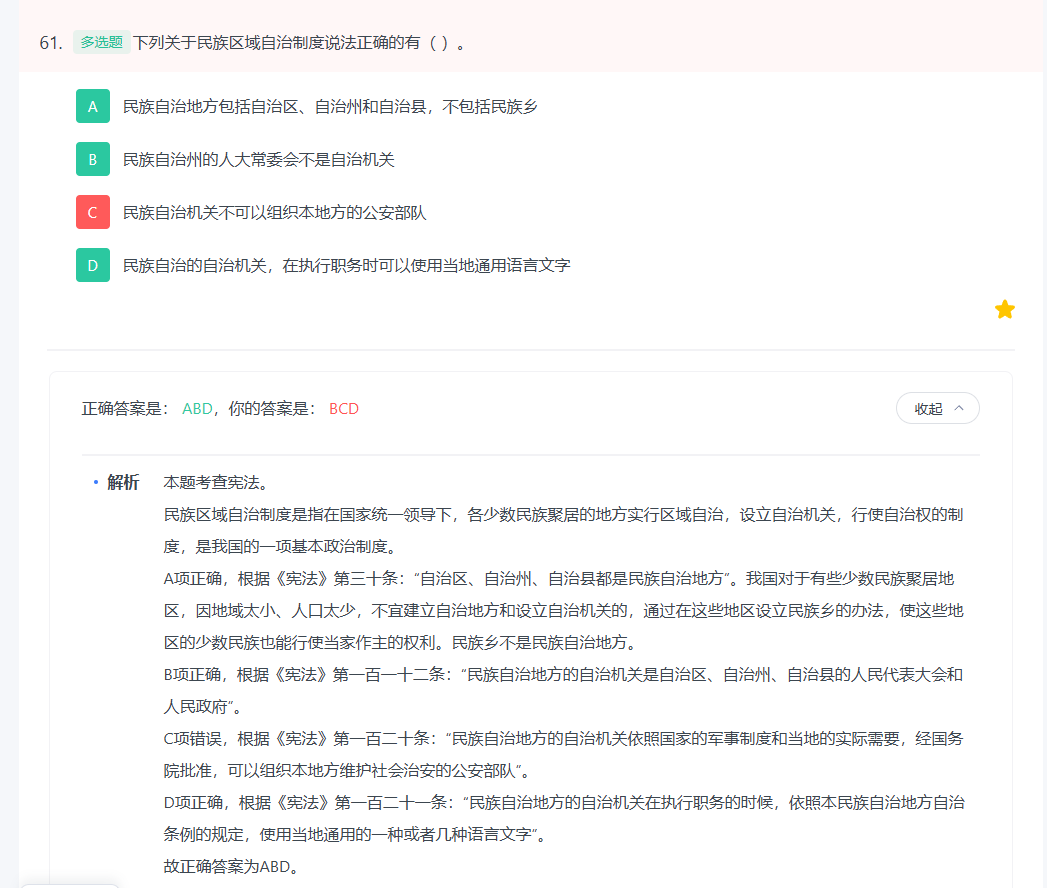 61. 多选题 下列关于民族区域自治制度说法正确的有（ ）。
A 民族自治地方包括自治区、自治州和自治县，不包括民族乡
B 民族自治州的人大常委会不是自治机关
C 民族自治机关不可以组织本地方的公安部队
D 民族自治的自治机关，在执行职务时可以使用当地通用语言文字
正确答案是： ABD，你的答案是： BCD
收起
解析 本题考查宪法。
民族区域自治制度是指在国家统一领导下，各少数民族聚居的地方实行区域自治，设立自治机关，行使自治权的制
度，是我国的一项基本政治制度。
A项正确，根据《宪法》第三十条：“自治区、自治州、自治县都是民族自治地方”。我国对于有些少数民族聚居地
区，因地域太小、人口太少，不宜建立自治地方和设立自治机关的，通过在这些地区设立民族乡的办法，使这些地
区的少数民族也能行使当家作主的权利。民族乡不是民族自治地方。
B项正确，根据《宪法》第一百一十二条：“民族自治地方的自治机关是自治区、自治州、自治县的人民代表大会和
人民政府”。
C项错误，根据《宪法》第一百二十条：“民族自治地方的自治机关依照国家的军事制度和当地的实际需要，经国务
院批准，可以组织本地方维护社会治安的公安部队”。
D项正确，根据《宪法》第一百二十一条：“民族自治地方的自治机关在执行职务的时候，依照本民族自治地方自治
条例的规定，使用当地通用的一种或者几种语言文字”。
故正确答案为ABD。